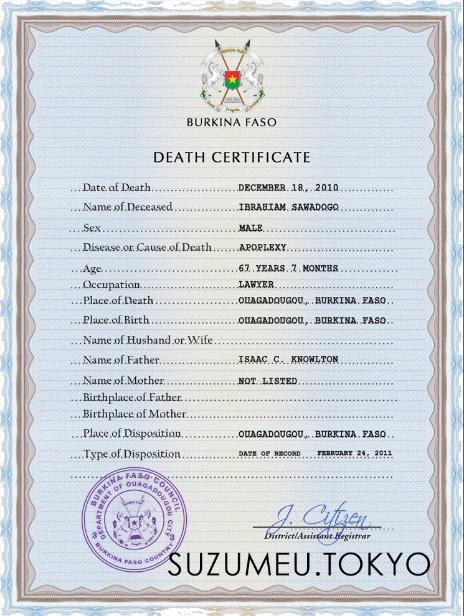 BURKINA FASO
DEATH CERTIFICATE
Date of Death DECEMBER 18, 2010
Name of Deceased IBRAHIAM SAWADOGO
Sex MALE
Disease or Cause of Death APOPLEXY
Age 67 YEARS 7 MONTHS
Occupation LAWYER
Place of Death OUAGADOUGOU, BURKINA FASO
Place of Birth OUAGADOUGOU, BURKINA FASO
Name of Husband or Wife
Name of Father ISAAC C. KNOWLTON
Name of Mother NOT LISTED
Birthplace of Father
Birthplace of Mother
Place of Disposition OUAGADOUGOU, BURKINA FASO
Type of Disposition DATE OF RECORD FEBRUARY 24, 2011
BURKINA FASO COUNCIL
DEPARTMENT OF OUAGADOUGOU CITY
BURKINA FASO COUNTRY
J. Citizen
District/Assistant Registrar
SUZUMEU.TOKYO